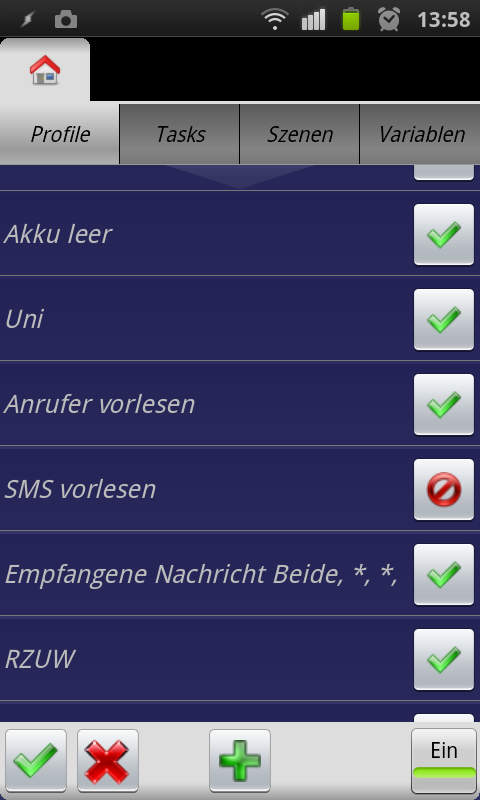 13:58
Profile Tasks Szenen Variablen
Akku leer
Uni
Anrufer vorlesen
SMS vorlesen
Empfangene Nachricht Beide, *, *,
RZUW
Ein